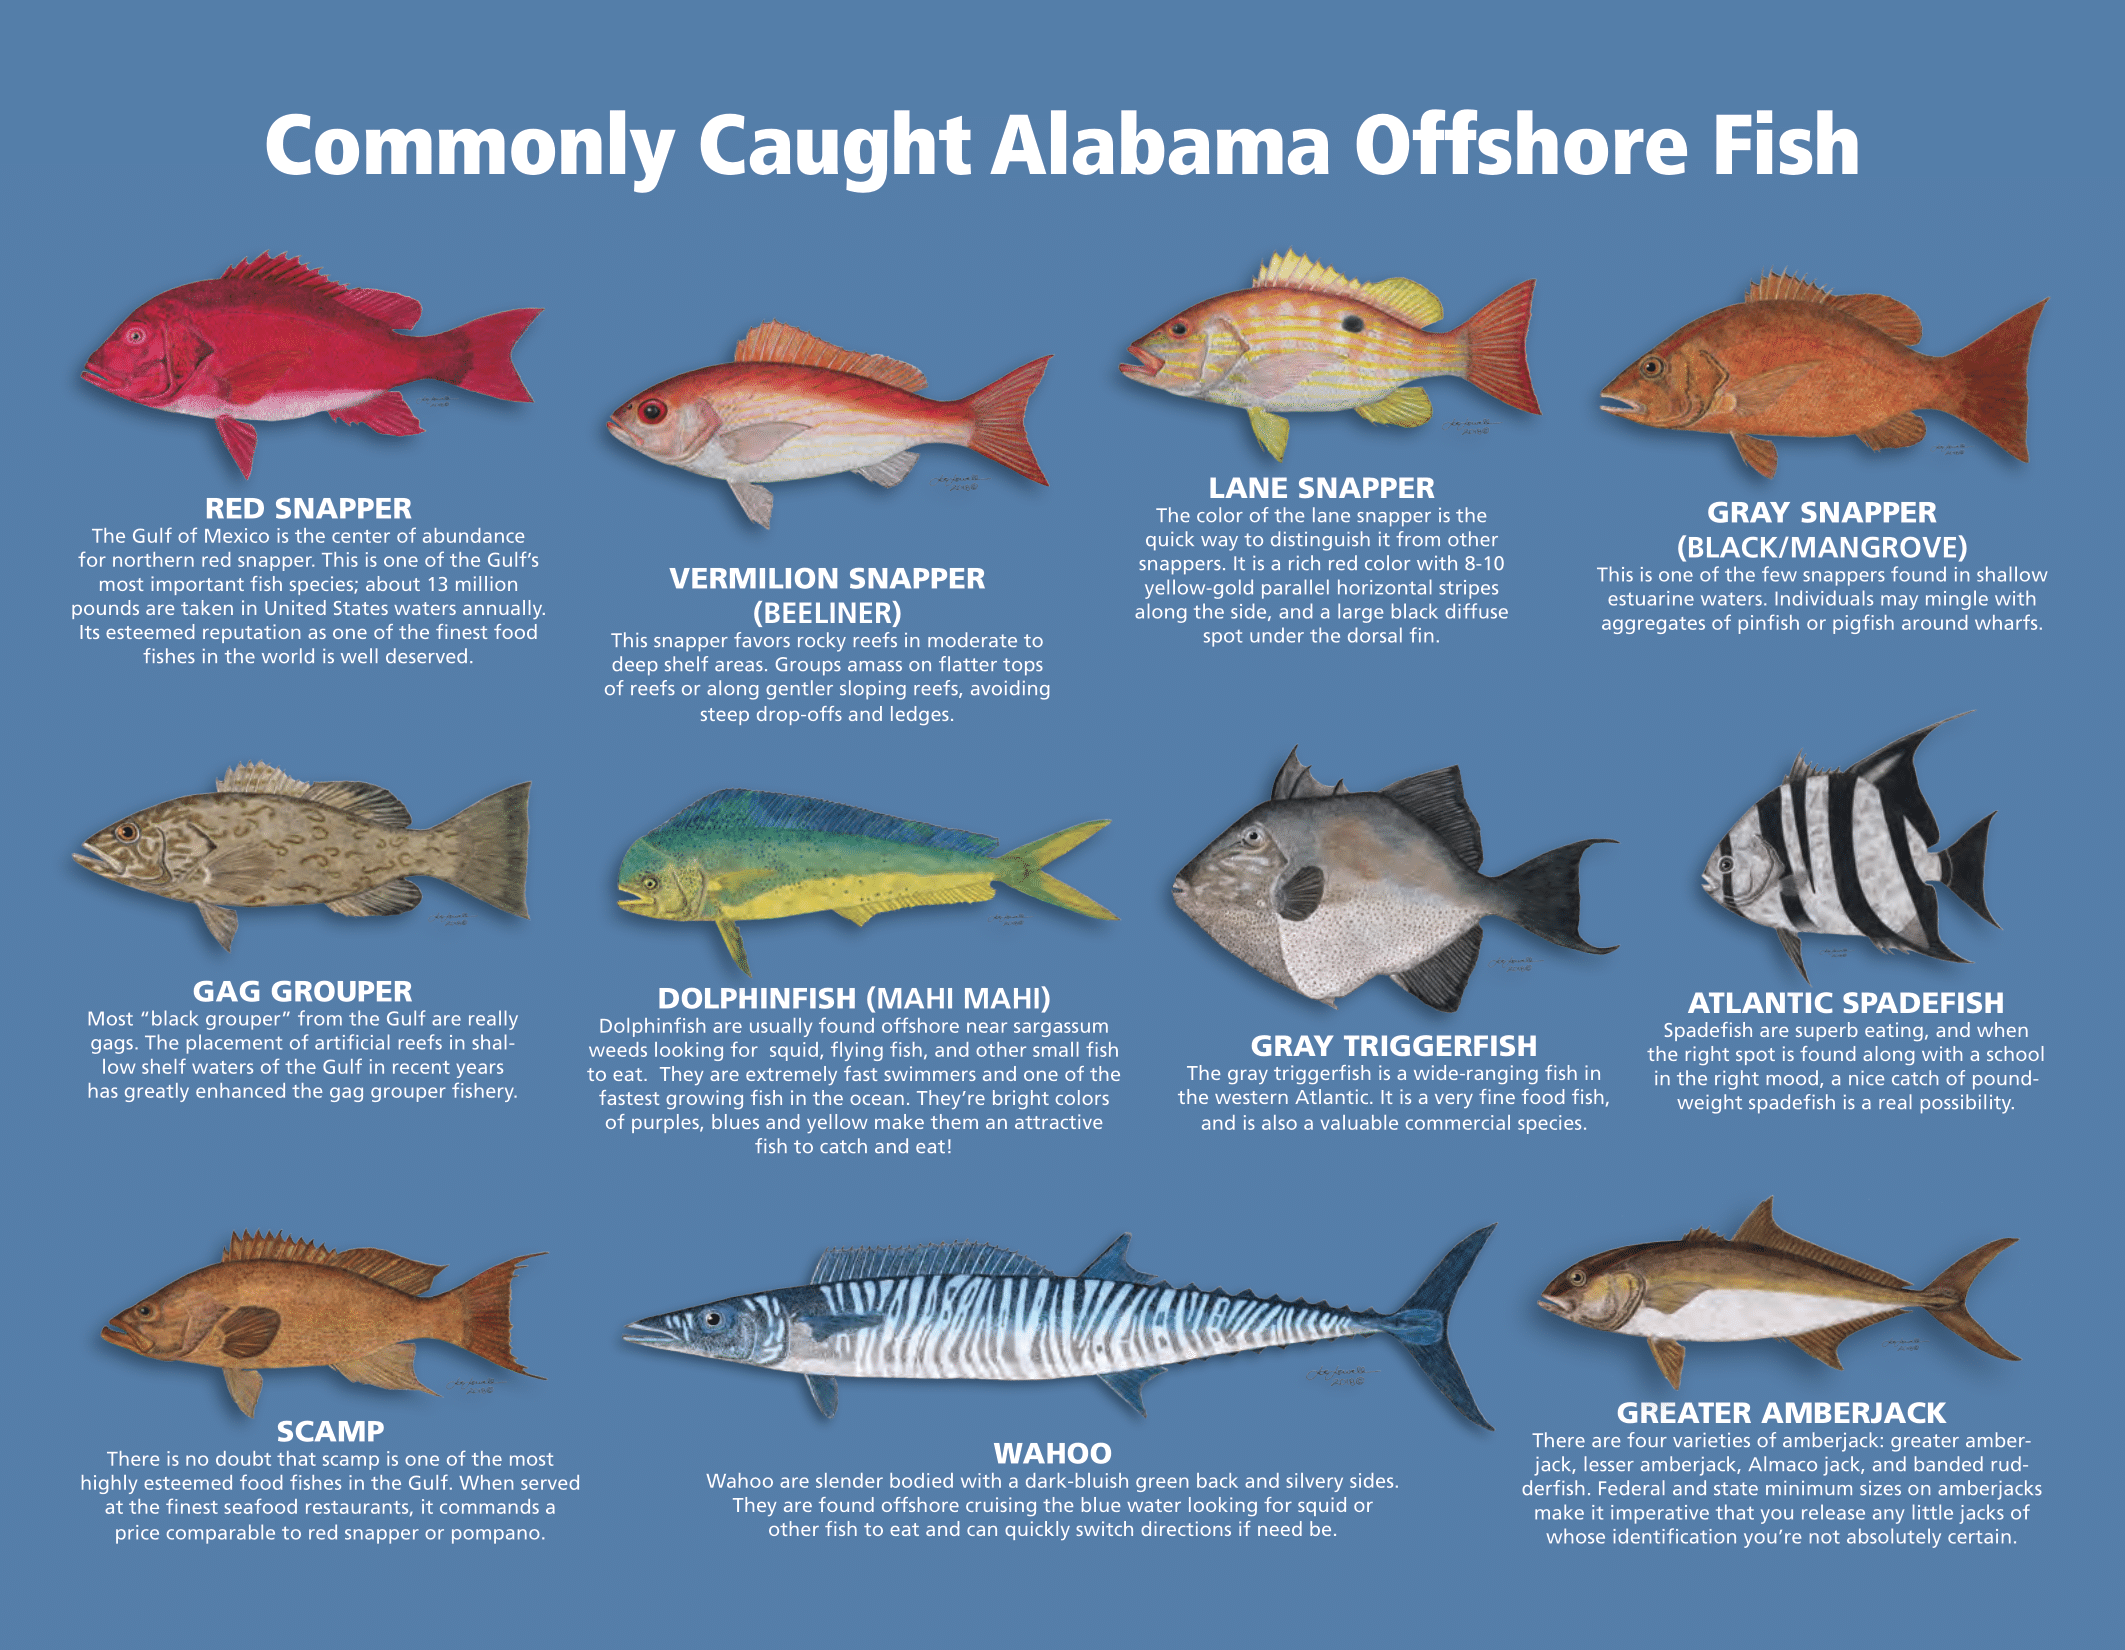 Commonly Caught Alabama Offshore Fish
RED SNAPPER
The Gulf of Mexico is the center of abundance
for northern red snapper. This is one of the Gulf’s
most important fish species; about 13 million
pounds are taken in United States waters annually.
Its esteemed reputation as one of the finest food
fishes in the world is well deserved.
VERMILION SNAPPER
(BEELINER)
This snapper favors rocky reefs in moderate to
deep shelf areas. Groups amass on flatter tops
of reefs or along gentler sloping reefs, avoiding
steep drop-offs and ledges.
LANE SNAPPER
The color of the lane snapper is the
quick way to distinguish it from other
snappers. It is a rich red color with 8-10
yellow-gold parallel horizontal stripes
along the side, and a large black diffuse
spot under the dorsal fin.
GRAY SNAPPER
(BLACK/MANGROVE)
This is one of the few snappers found in shallow
estuarine waters. Individuals may mingle with
aggregates of pinfish or pigfish around wharfs.
GAG GROUPER
Most “black grouper” from the Gulf are really
gags. The placement of artificial reefs in shal-
low shelf waters of the Gulf in recent years
has greatly enhanced the gag grouper fishery.
DOLPHINFISH (MAHI MAHI)
Dolphinfish are usually found offshore near sargassum
weeds looking for  squid, flying fish, and other small fish
to eat.  They are extremely fast swimmers and one of the
fastest growing fish in the ocean. They’re bright colors
of purples, blues and yellow make them an attractive
fish to catch and eat!
GRAY TRIGGERFISH
The gray triggerfish is a wide-ranging fish in
the western Atlantic. It is a very fine food fish,
and is also a valuable commercial species.
ATLANTIC SPADEFISH
Spadefish are superb eating, and when
the right spot is found along with a school
in the right mood, a nice catch of pound-
weight spadefish is a real possibility.
SCAMP
There is no doubt that scamp is one of the most
highly esteemed food fishes in the Gulf. When served
at the finest seafood restaurants, it commands a
price comparable to red snapper or pompano.
WAHOO
Wahoo are slender bodied with a dark-bluish green back and silvery sides.
They are found offshore cruising the blue water looking for squid or
other fish to eat and can quickly switch directions if need be.
GREATER AMBERJACK
There are four varieties of amberjack: greater amber-
jack, lesser amberjack, Almaco jack, and banded rud-
derfish. Federal and state minimum sizes on amberjacks
make it imperative that you release any little jacks of
whose identification you’re not absolutely certain.